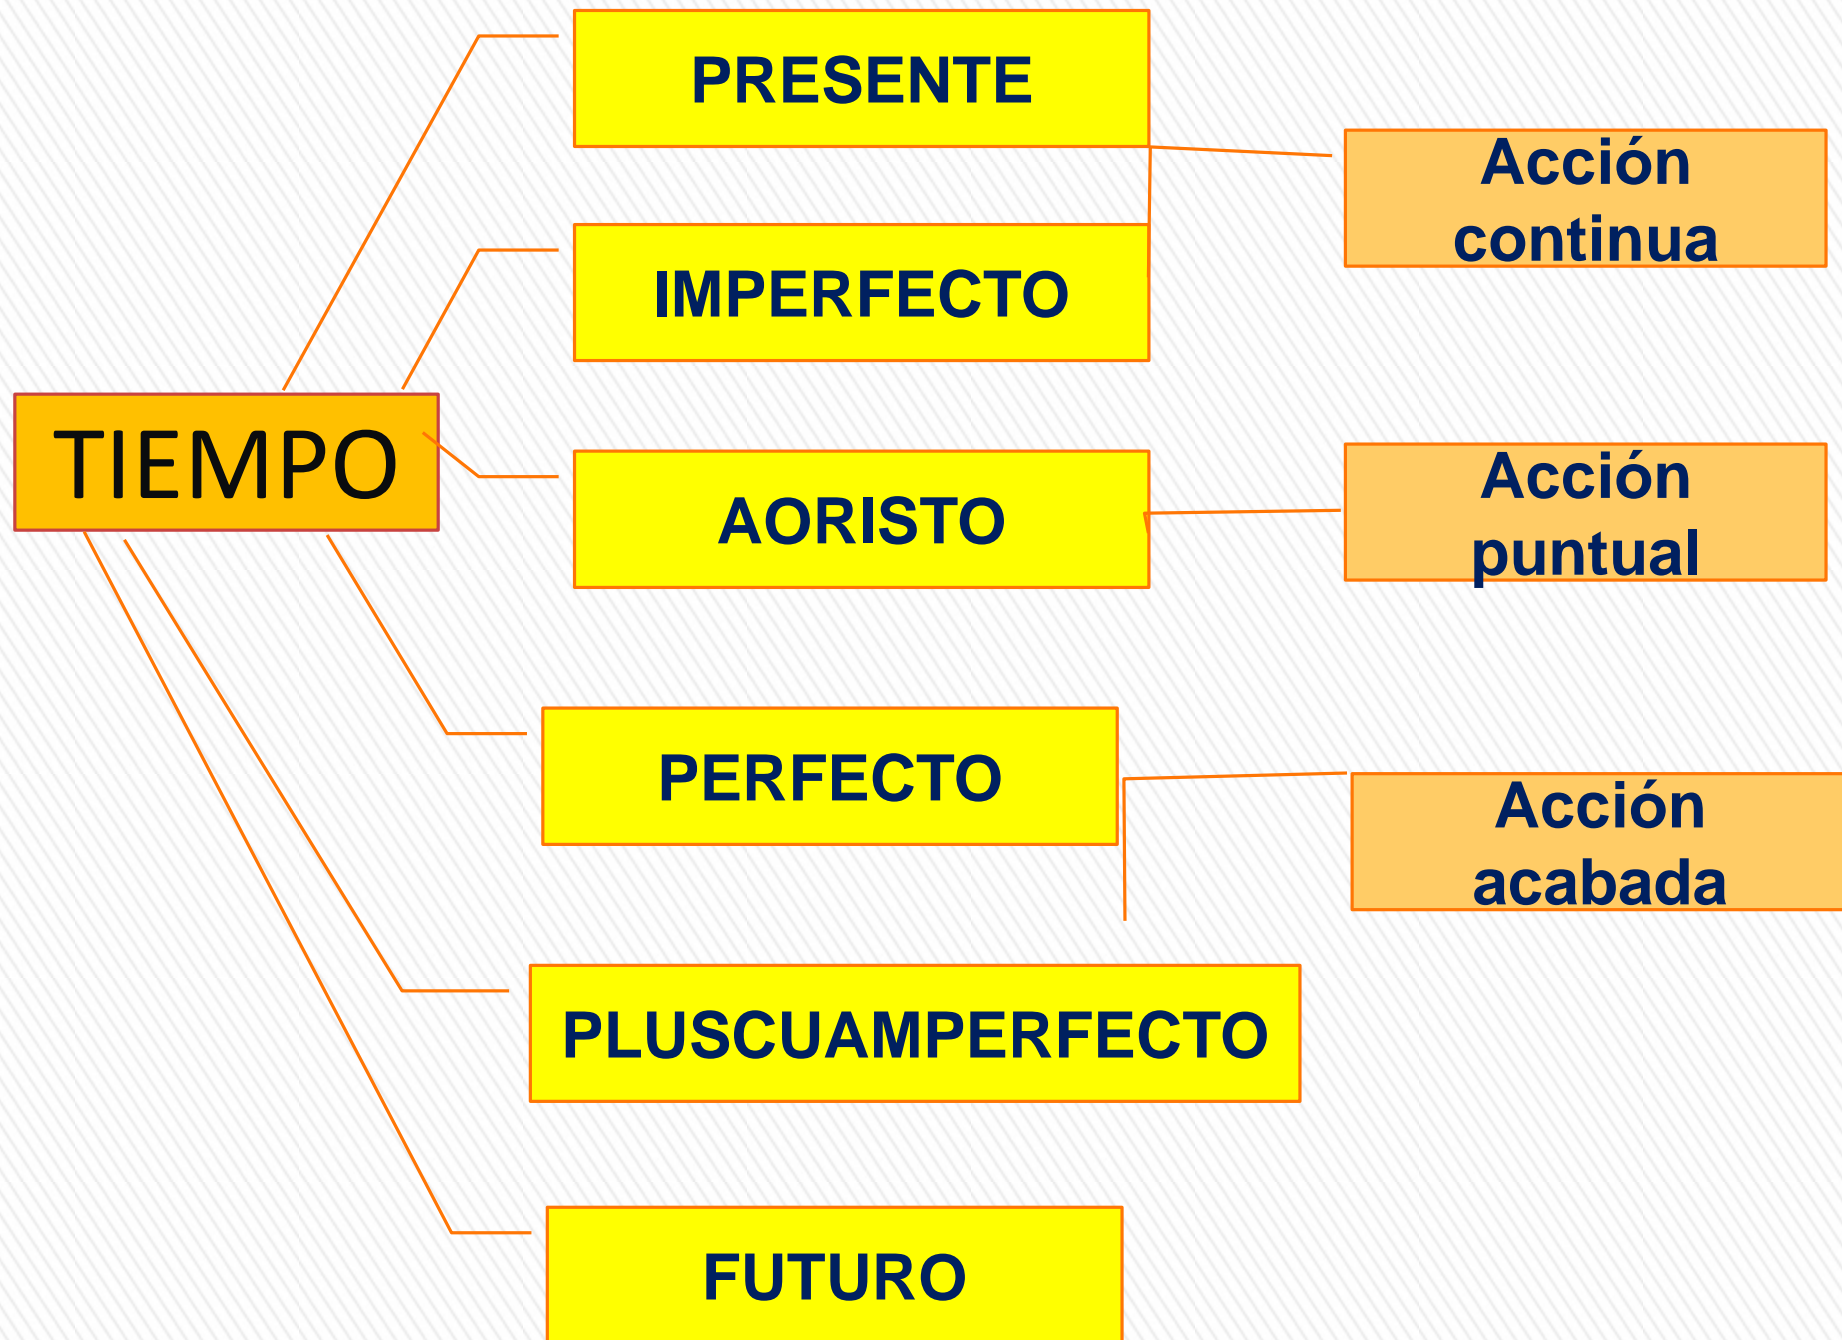 PRESENTE
Acción
continua
IMPERFECTO
TIEMPO
AORISTO
Acción
puntual
PERFECTO
Acción
acabada
PLUSCUAMPERFECTO
FUTURO